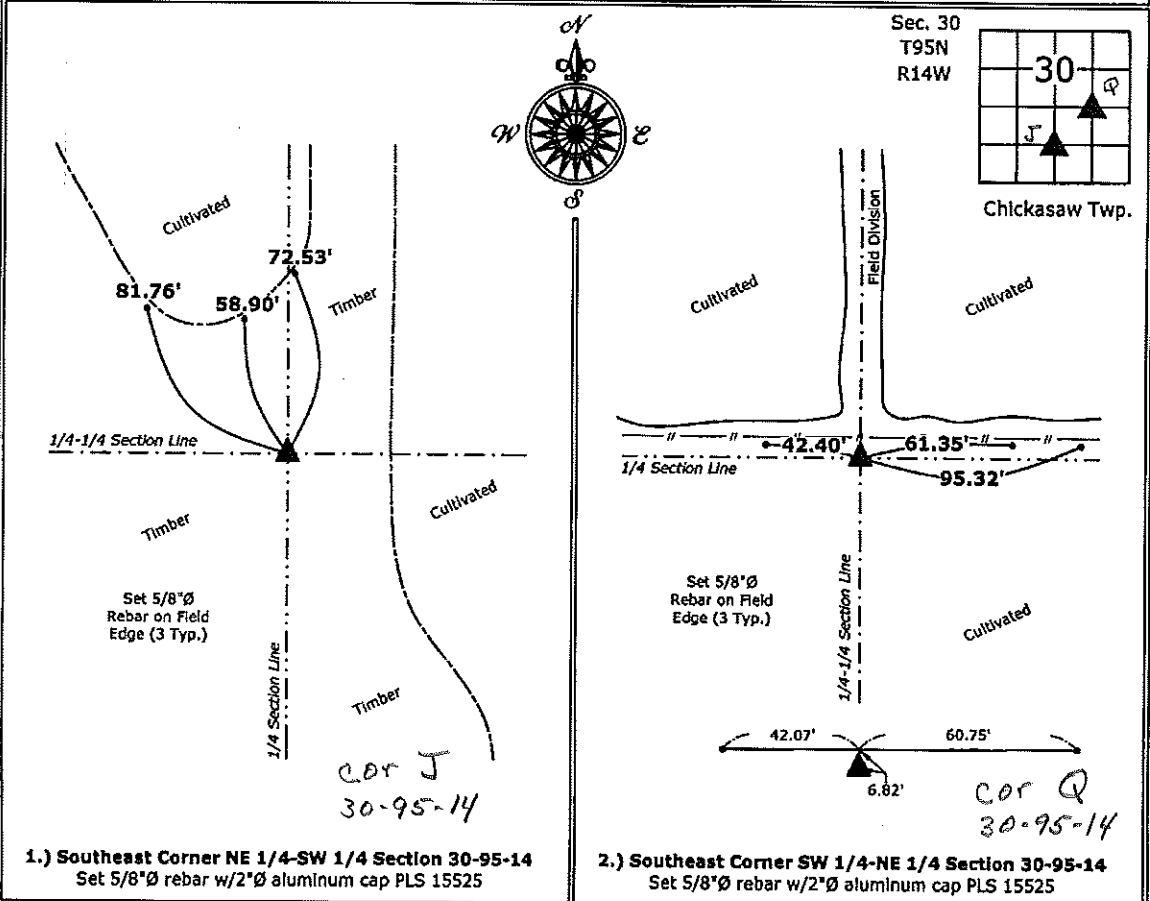 N
W
E
S
Sec. 30
T95N
R14W
30
Q
J
Chickasaw Twp.
Cultivated
72.53'
81.76'
58.90'
Timber
1/4-1/4 Section Line
Timber
Cultivated
Set 5/8"Ø
Rebar on Field
Edge (3 Typ.)
1/4 Section Line
Timber
Cor J
30-95-14
1.) Southeast Corner NE 1/4-SW 1/4 Section 30-95-14
Set 5/8"Ø rebar w/2"Ø aluminum cap PLS 15525
Field Division
Cultivated
Cultivated
42.40'
61.35'
1/4 Section Line
95.32'
Set 5/8"Ø
Rebar on Field
Edge (3 Typ.)
1/4-1/4 Section Line
Cultivated
42.07'
60.75'
6.82'
Cor Q
30-95-14
2.) Southeast Corner SW 1/4-NE 1/4 Section 30-95-14
Set 5/8"Ø rebar w/2"Ø aluminum cap PLS 15525